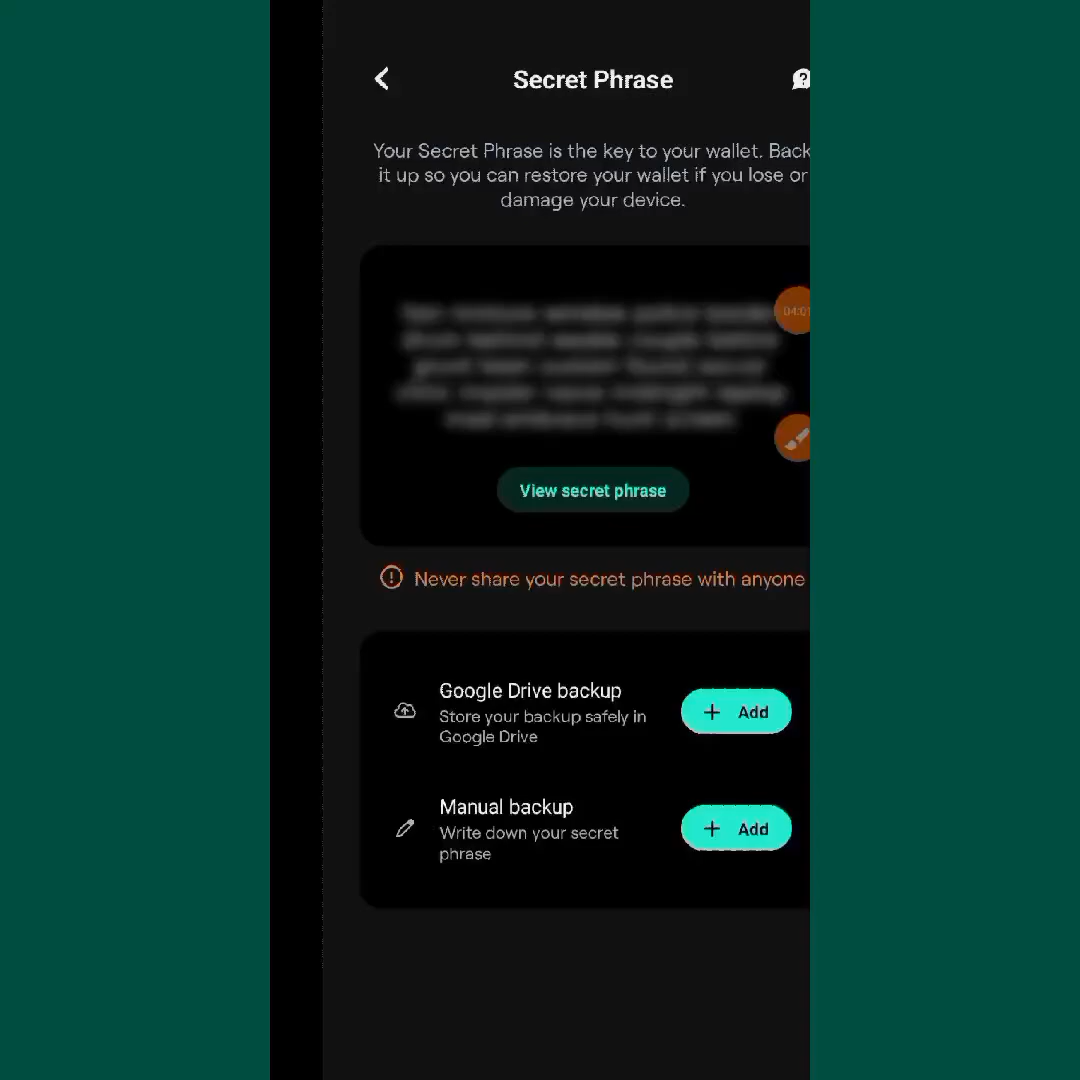 Secret Phrase
Your Secret Phrase is the key to your wallet. Back
it up so you can restore your wallet if you lose or
damage your device.
04:01
View secret phrase
Never share your secret phrase with anyone
Google Drive backup
Store your backup safely in
Google Drive
+ Add
Manual backup
Write down your secret
phrase
+ Add